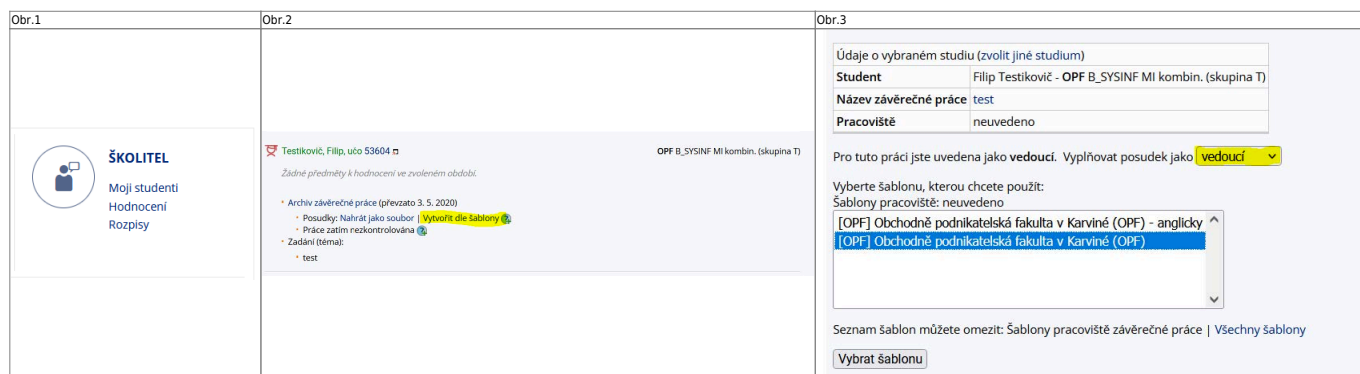 Obr.1
Obr.2
Obr.3
ŠKOLITEL
Moji studenti
Hodnocení
Rozpisy
Testikovič, Filip, učo 53604
OPF B_SYSINF MI kombin. (skupina T)
Žádné předměty k hodnocení ve zvoleném období.
Archiv závěrečné práce (převzato 3. 5. 2020)
Posudky: Nahrát jako soubor | Vytvořit dle šablony ?
Práce zatím nezkontrolována ?
Zadání (téma):
test
Údaje o vybraném studiu (zvolit jiné studium)
Student Filip Testikovič - OPF B_SYSINF MI kombin. (skupina T)
Název závěrečné práce test
Pracoviště neuvedeno
Pro tuto práci jste uvedena jako vedoucí. Vyplňovat posudek jako vedoucí
Vyberte šablonu, kterou chcete použít:
Šablony pracoviště: neuvedeno
[OPF] Obchodně podnikatelská fakulta v Karviné (OPF) - anglicky
[OPF] Obchodně podnikatelská fakulta v Karviné (OPF)
Seznam šablon můžete omezit: Šablony pracoviště závěrečné práce | Všechny šablony
Vybrat šablonu